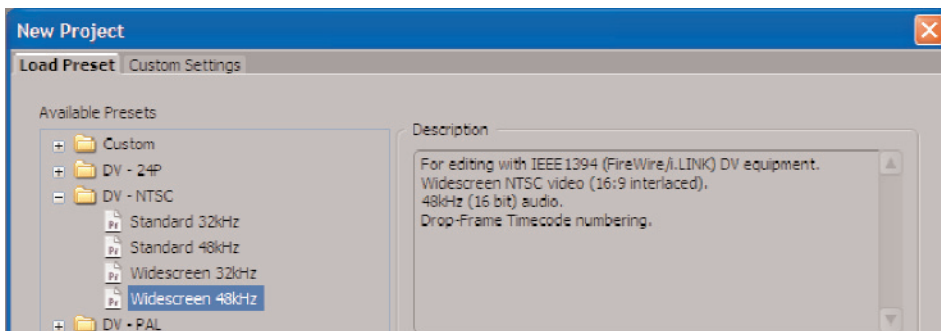 New Project
Load Preset Custom Settings
Available Presets
Custom
DV - 24P
DV - NTSC
Standard 32kHz
Standard 48kHz
Widescreen 32kHz
Widescreen 48kHz
DV - PAL
Description
For editing with IEEE1394 (FireWire/i.LINK) DV equipment.
Widescreen NTSC video (16:9 interlaced).
48kHz (16 bit) audio.
Drop-Frame Timecode numbering.